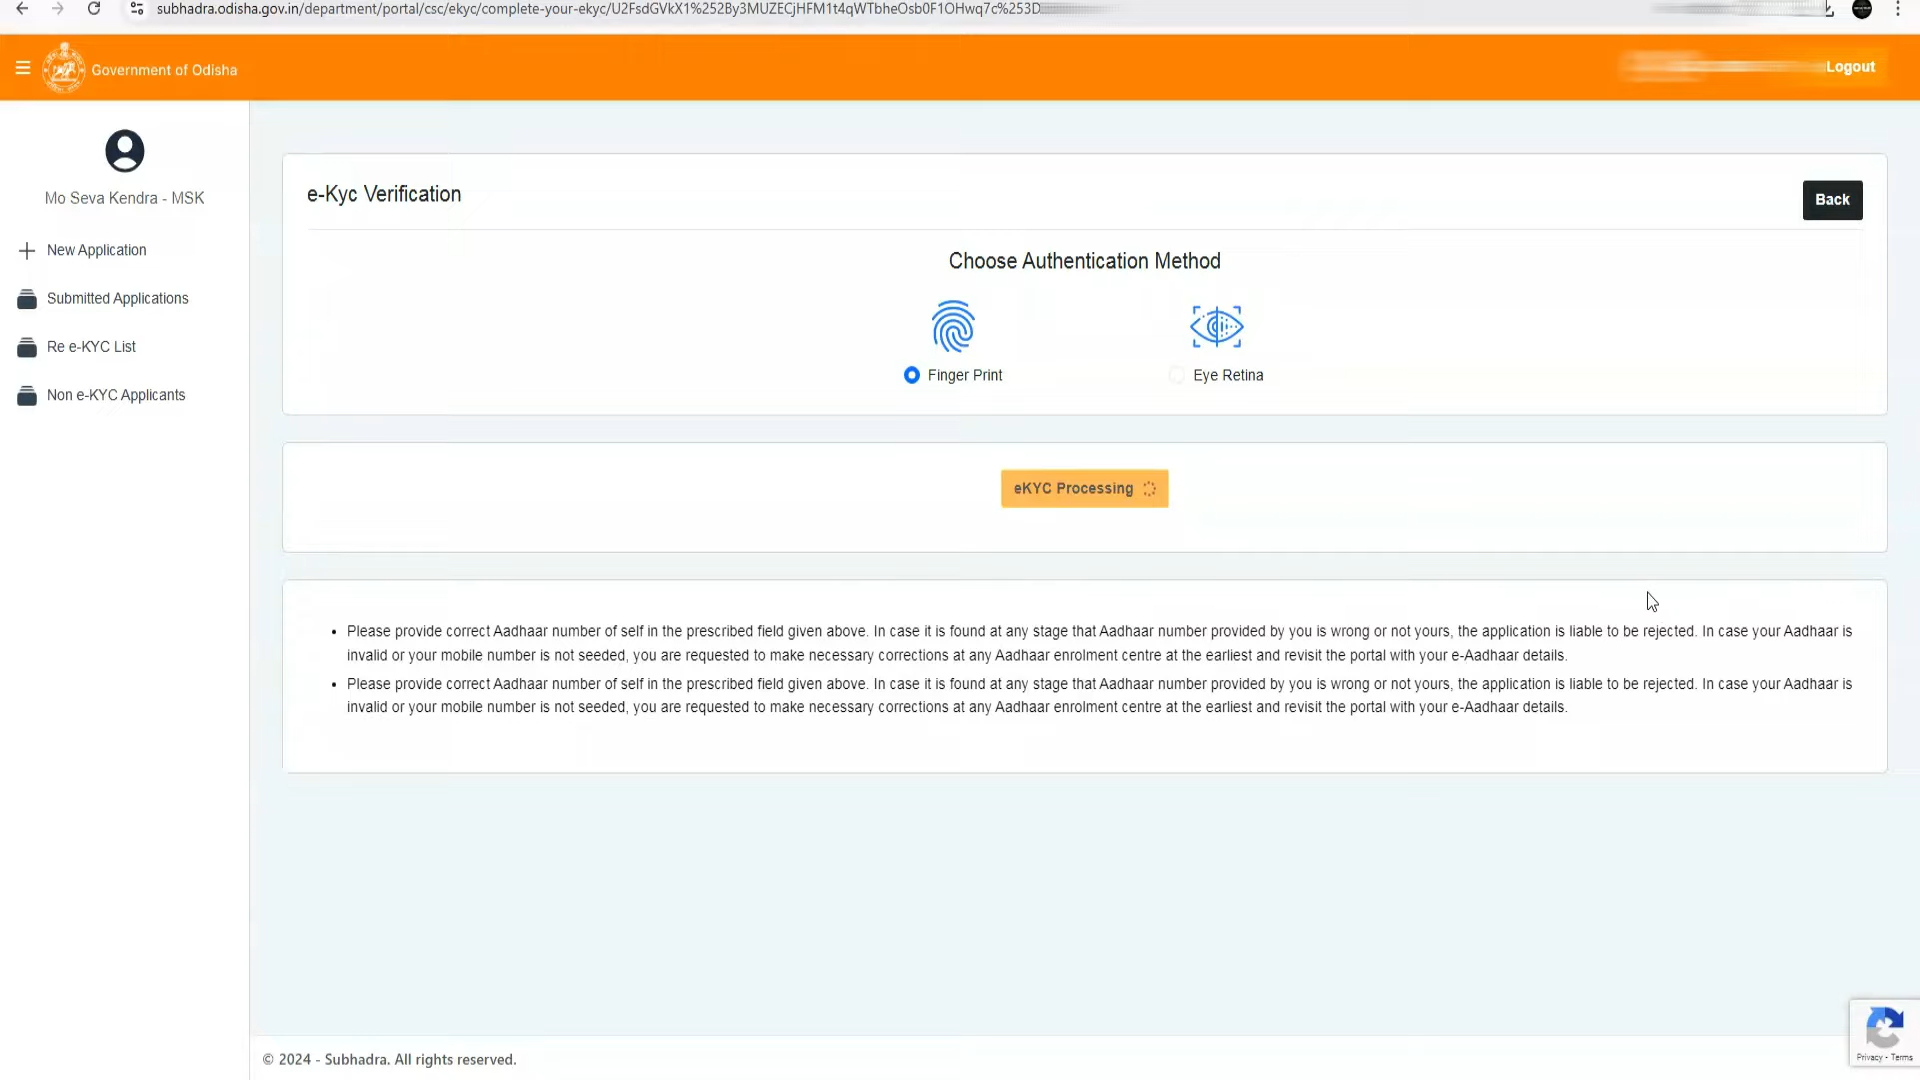 subhadra.odisha.gov.in/department/portal/csc/ekyc/complete-your-ekyc/U2FsdGVkX1%252By3MUZECjHFM1t4qWTbheOsb0F1OHwq7c%253D
Government of Odisha
Logout
Mo Seva Kendra - MSK
New Application
Submitted Applications
Re e-KYC List
Non e-KYC Applicants
e-Kyc Verification
Back
Choose Authentication Method
Finger Print
Eye Retina
eKYC Processing
• Please provide correct Aadhaar number of self in the prescribed field given above. In case it is found at any stage that Aadhaar number provided by you is wrong or not yours, the application is liable to be rejected. In case your Aadhaar is
invalid or your mobile number is not seeded, you are requested to make necessary corrections at any Aadhaar enrolment centre at the earliest and revisit the portal with your e-Aadhaar details.
• Please provide correct Aadhaar number of self in the prescribed field given above. In case it is found at any stage that Aadhaar number provided by you is wrong or not yours, the application is liable to be rejected. In case your Aadhaar is
invalid or your mobile number is not seeded, you are requested to make necessary corrections at any Aadhaar enrolment centre at the earliest and revisit the portal with your e-Aadhaar details.
© 2024 - Subhadra. All rights reserved.
Privacy - Terms